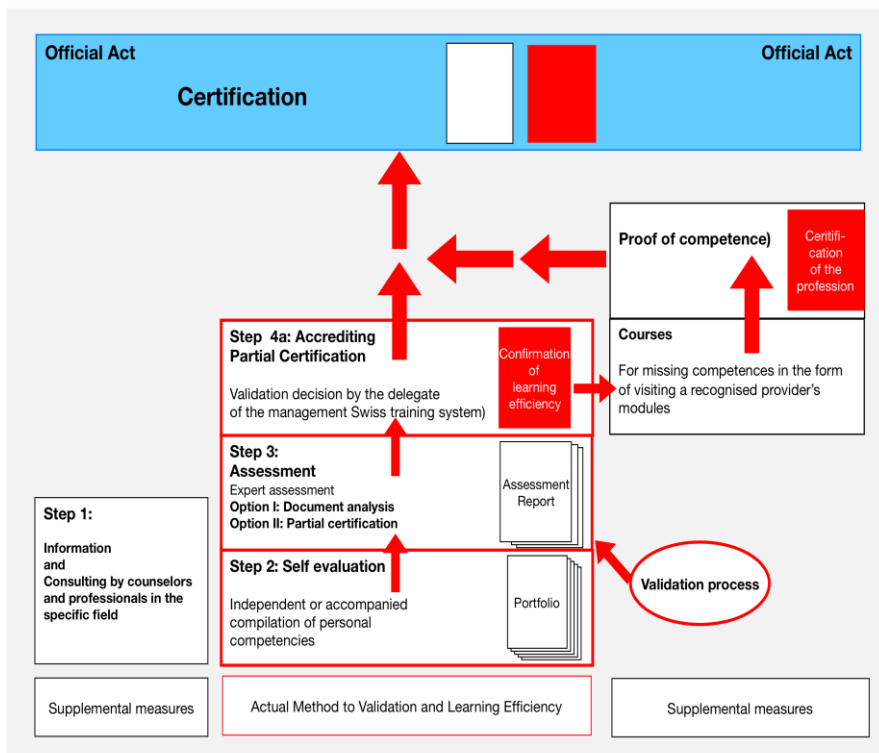 Official Act
Official Act
Certification
Proof of competence)
Ceritifi-
cation
of the
profession
Step 4a: Accrediting
Partial Certification
Validation decision by the delegate
of the management Swiss training system)
Confirmation
of
learning
efficiency
Courses
For missing competences in the form
of visiting a recognised provider's
modules
Step 3:
Assessment
Expert assessment
Option I: Document analysis
Option II: Partial certification
Assessment
Report
Step 1:
Information
and
Consulting by counselors
and professionals in the
specific field
Step 2: Self evaluation
Independent or accompanied
compilation of personal
competencies
Portfolio
Validation process
Supplemental measures
Actual Method to Validation and Learning Efficiency
Supplemental measures